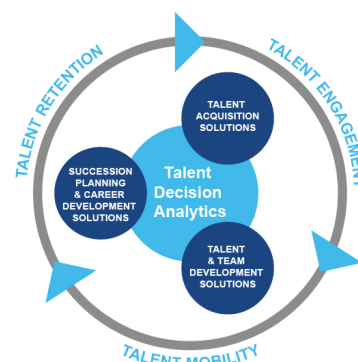 TALENT RETENTION
TALENT ENGAGEMENT
TALENT
ACQUISITION
SOLUTIONS
SUCCESSION
PLANNING
& CAREER
DEVELOPMENT
SOLUTIONS
Talent
Decision
Analytics
TALENT
& TEAM
DEVELOPMENT
SOLUTIONS
TALENT MOBILITY